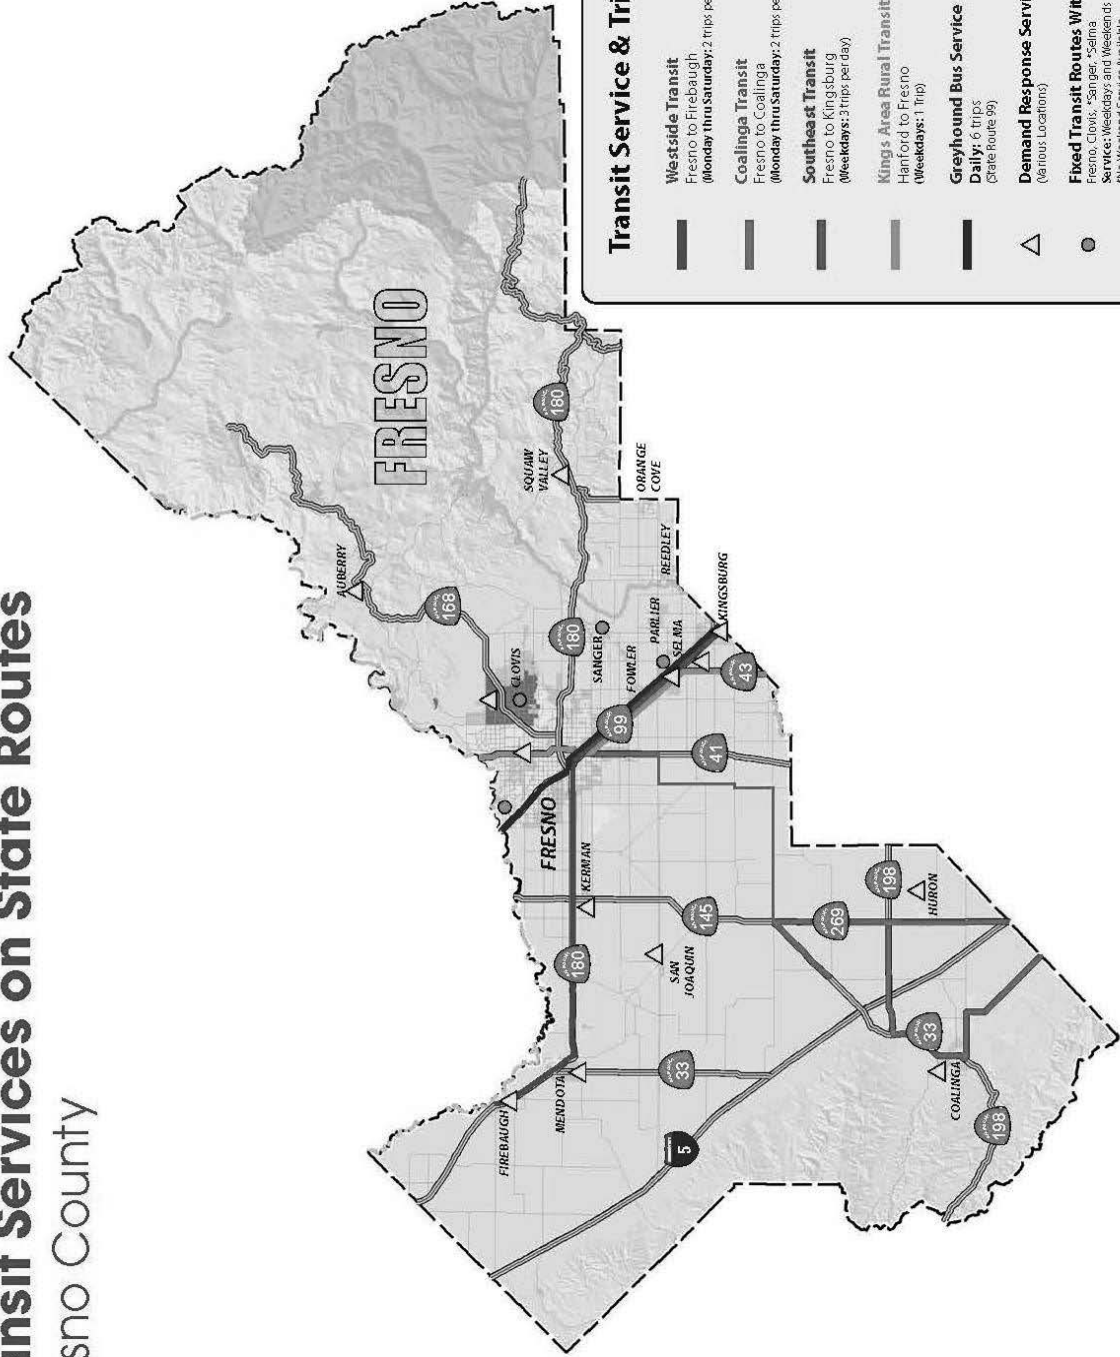 nsit Services on State Routes
sno County
FRESNO
AUBERRY
168
CLOVIS
SQUAW
VALLEY
180
180
ORANGE
COVE
SANGER
REEDLEY
PARLIER
FOWLER
SELMA
KINGSBURG
99
43
41
FRESNO
KERMAN
180
145
SAN
JOAQUIN
269
198
HURON
33
33
MENDOTA
FIREBAUGH
5
COALINGA
198
Transit Service & Tri
Westside Transit
Fresno to Firebaugh
(Monday thru Saturday: 2 trips pe
Coalinga Transit
Fresno to Coalinga
(Monday thru Saturday: 2 trips pe
Southeast Transit
Fresno to Kingsburg
(Weekdays: 3 trips per day)
Kings Area Rural Transit
Hanford to Fresno
(Weekdays: 1 Trip)
Greyhound Bus Service
Daily: 6 trips
(State Route 99)
Demand Response Servi
(Various Locations)
Fixed Transit Routes Wit
Fresno, Clovis, *Sanger, *Selma
Service: Weekdays and Weekends